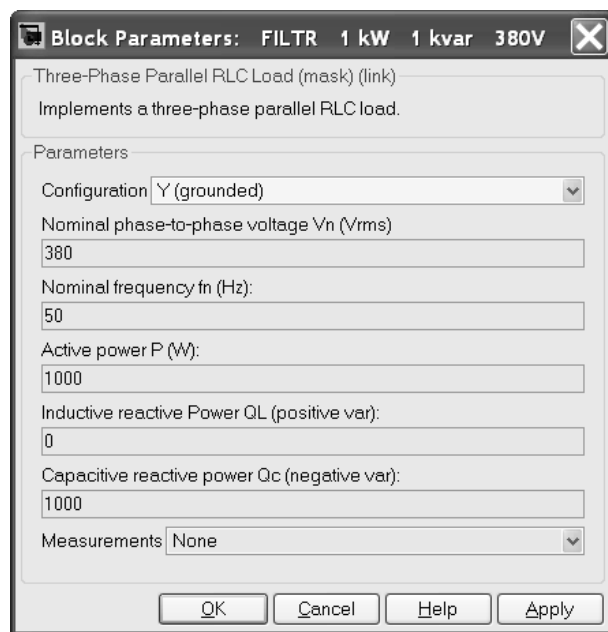 Block Parameters: FILTR 1 kW 1 kvar 380V
Three-Phase Parallel RLC Load (mask) (link)
Implements a three-phase parallel RLC load.
Parameters
Configuration Y (grounded)
Nominal phase-to-phase voltage Vn (Vrms)
380
Nominal frequency fn (Hz):
50
Active power P (W):
1000
Inductive reactive Power QL (positive var):
0
Capacitive reactive power Qc (negative var):
1000
Measurements None
OK Cancel Help Apply